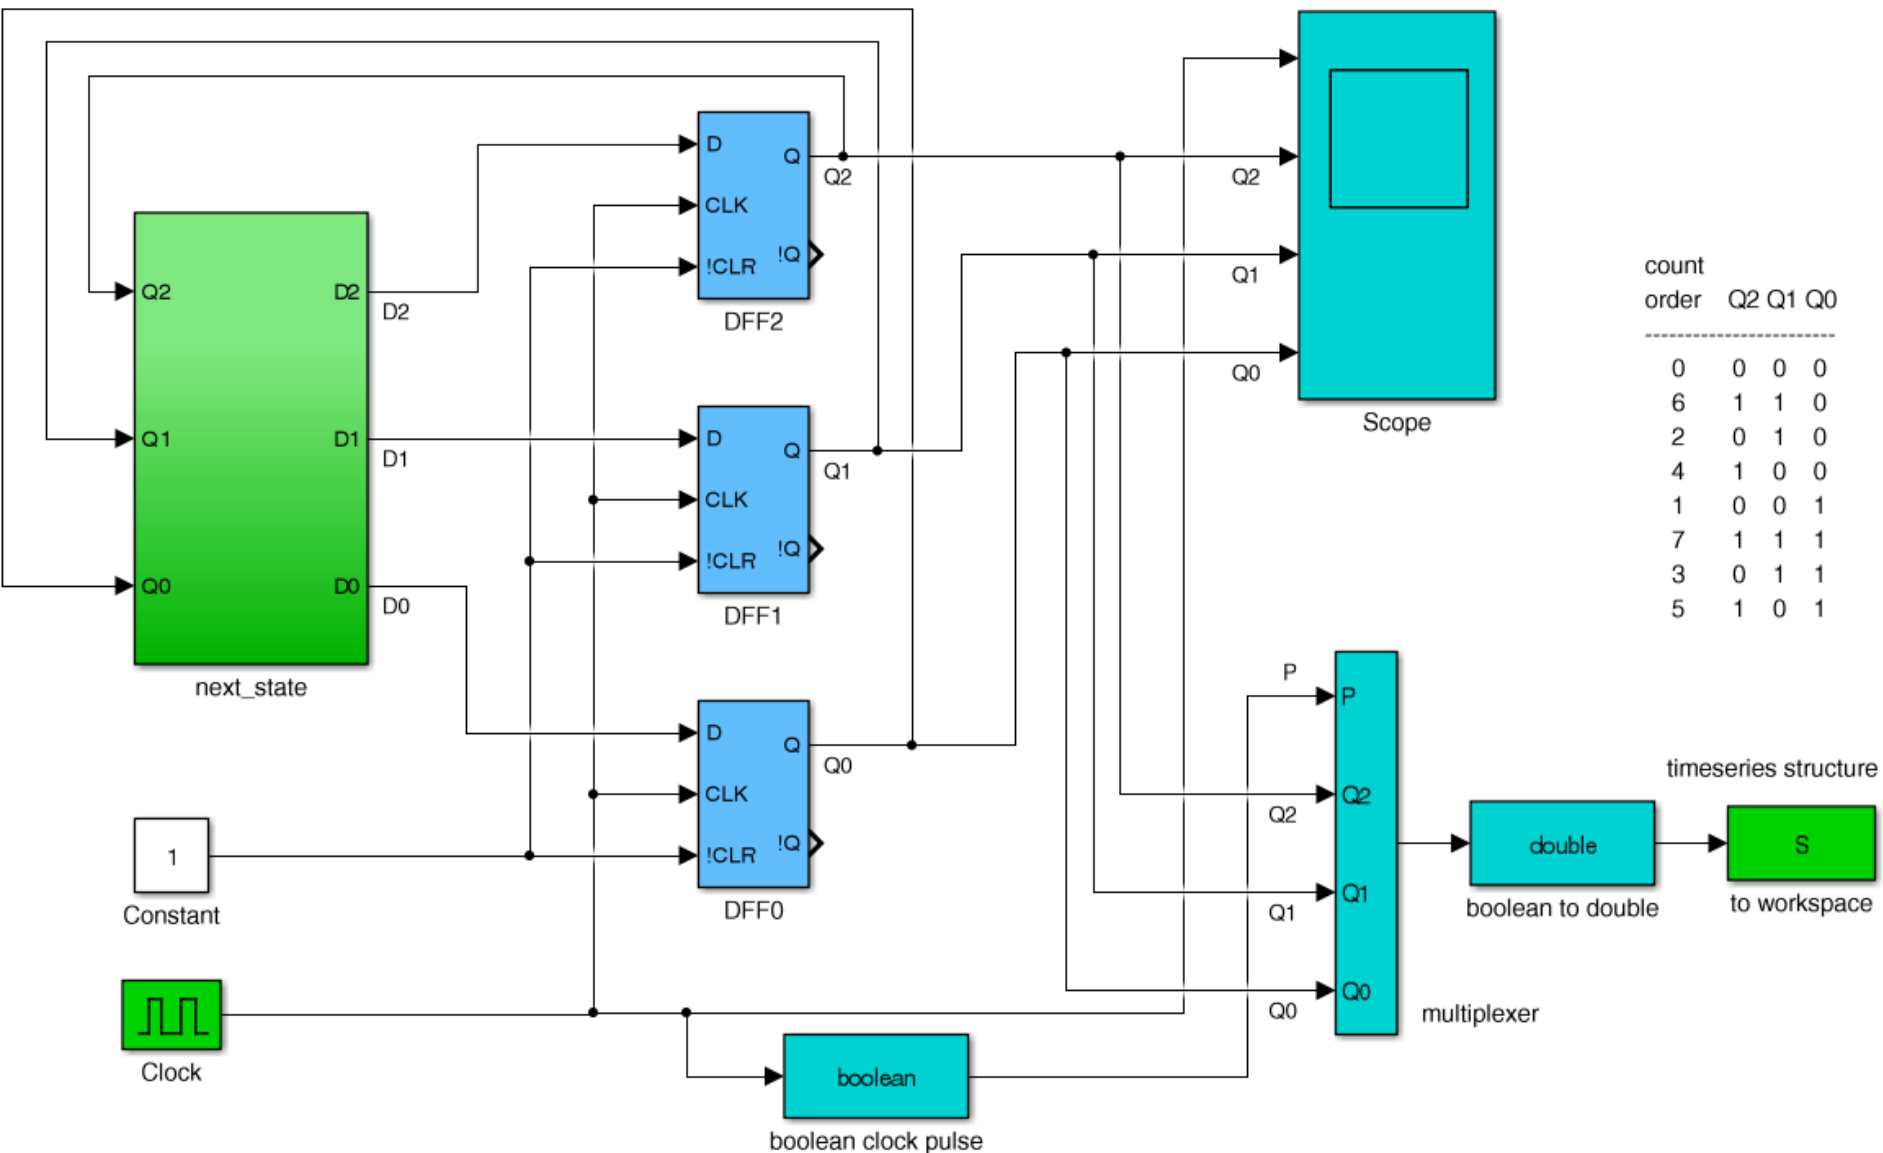 Q2
D2
D2
Q1
D1
D1
Q0
D0
D0
next_state
1
Constant
Clock
D
Q
Q2
CLK
!CLR
!Q
DFF2
D
Q
Q1
CLK
!CLR
!Q
DFF1
D
Q
Q0
CLK
!CLR
!Q
DFF0
boolean
boolean clock pulse
Q2
Q1
Q0
Scope
P
P
Q2
Q2
Q1
Q1
Q0
Q0
multiplexer
double
boolean to double
timeseries structure
S
to workspace
count
order Q2 Q1 Q0
-----------------------
0 0 0 0
6 1 1 0
2 0 1 0
4 1 0 0
1 0 0 1
7 1 1 1
3 0 1 1
5 1 0 1